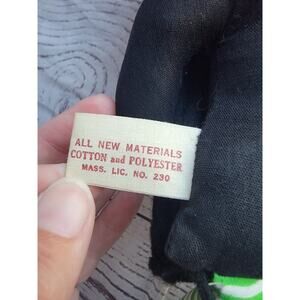 ALL NEW MATERIALS
COTTON and POLYESTER
MASS. LIC. NO. 230